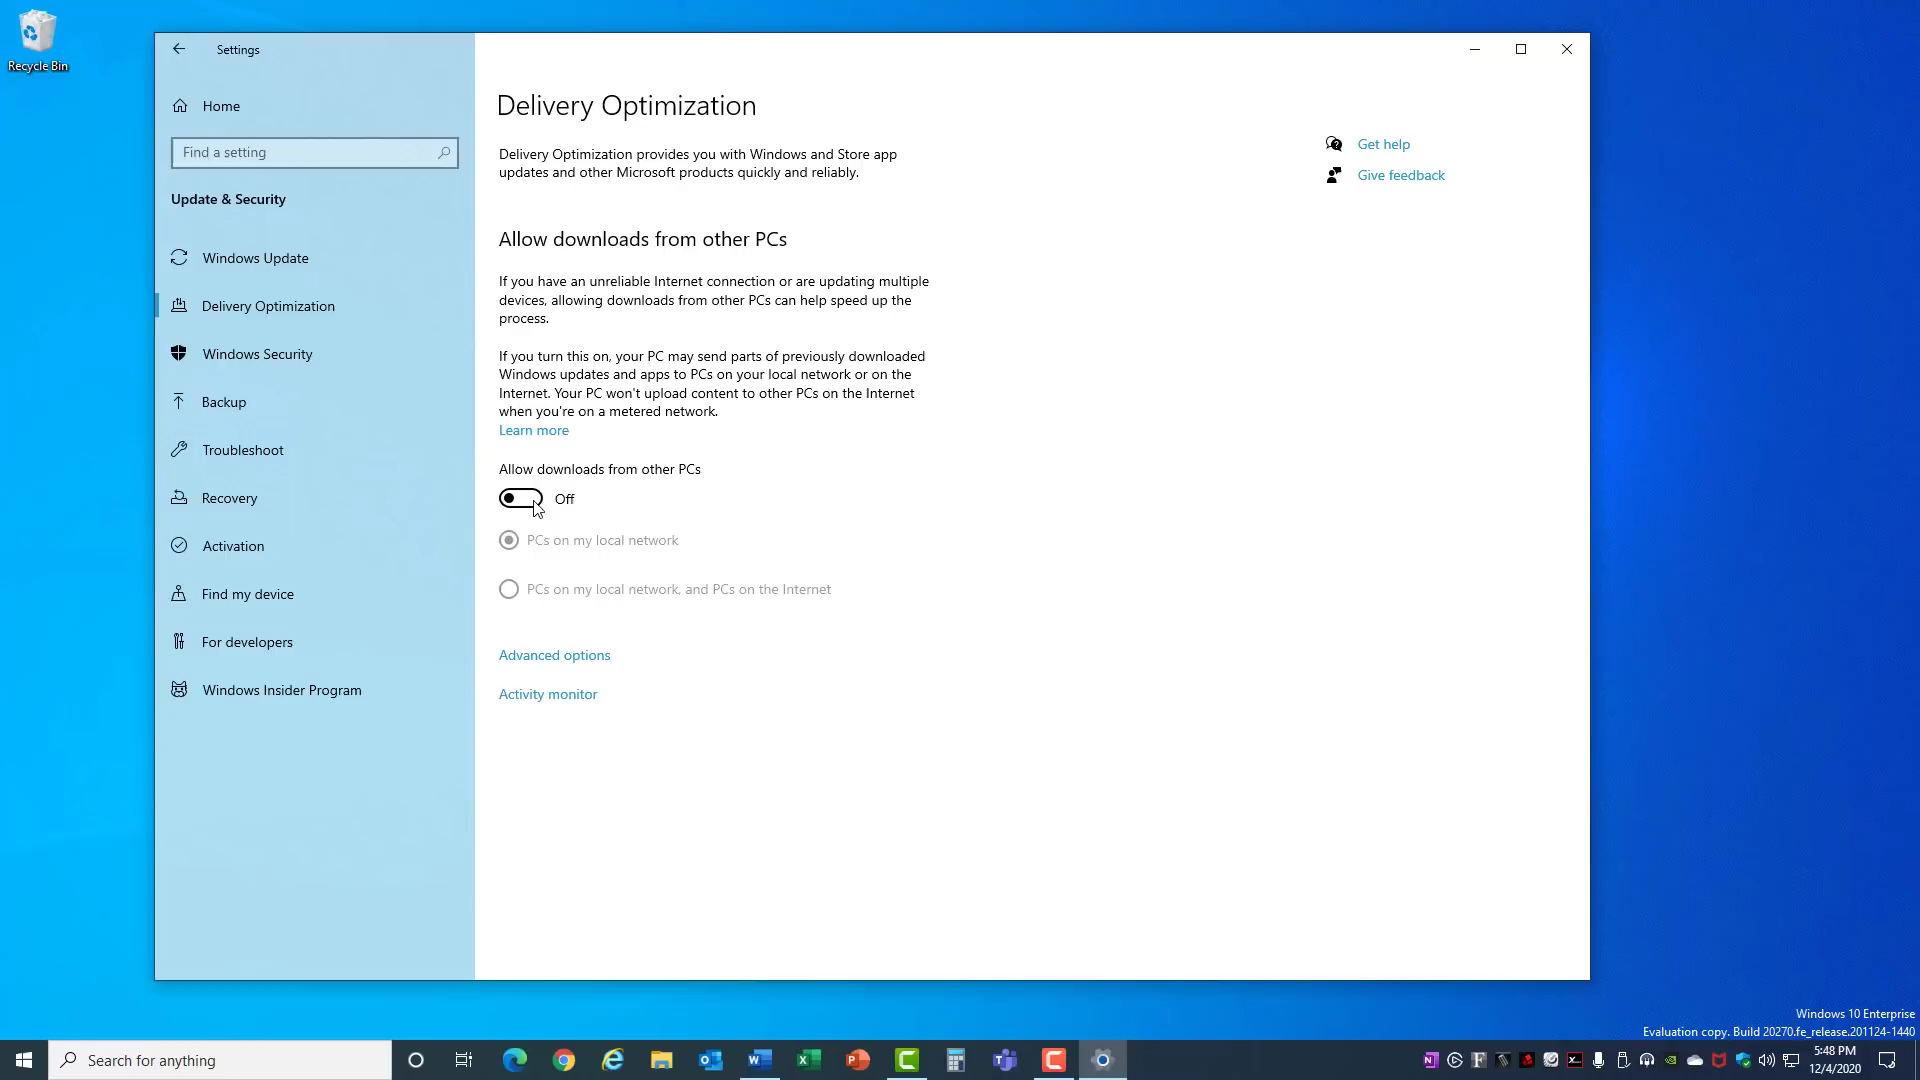 Recycle Bin
Settings
Home
Find a setting
Update & Security
Windows Update
Delivery Optimization
Windows Security
Backup
Troubleshoot
Recovery
Activation
Find my device
For developers
Windows Insider Program
Delivery Optimization
Delivery Optimization provides you with Windows and Store app
updates and other Microsoft products quickly and reliably.
Allow downloads from other PCs
If you have an unreliable Internet connection or are updating multiple
devices, allowing downloads from other PCs can help speed up the
process.
If you turn this on, your PC may send parts of previously downloaded
Windows updates and apps to PCs on your local network or on the
Internet. Your PC won't upload content to other PCs on the Internet
when you're on a metered network.
Learn more
Allow downloads from other PCs
Off
PCs on my local network
PCs on my local network, and PCs on the Internet
Advanced options
Activity monitor
Get help
Give feedback
Windows 10 Enterprise
Evaluation copy. Build 20270.fe_release.201124-1440
Search for anything
5:48 PM
12/4/2020